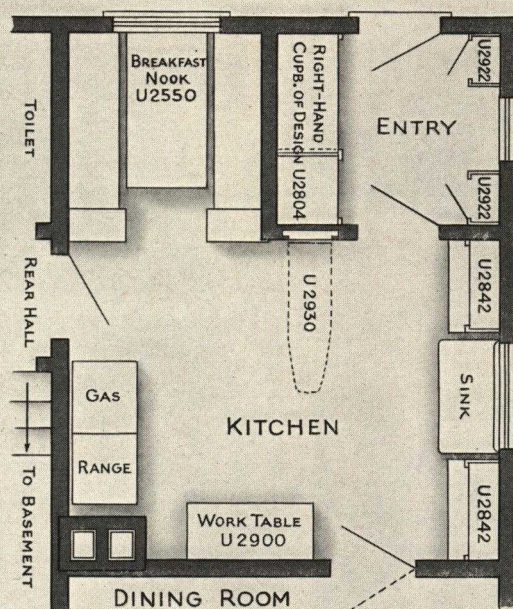 BREAKFAST
NOOK
U2550
RIGHT-HAND
CUPB. OF DESIGN U2804
U2922
ENTRY
U2922
TOILET
REAR HALL
U2930
U2842
SINK
GAS
RANGE
KITCHEN
U2842
TO BASEMENT
WORK TABLE
U2900
DINING ROOM